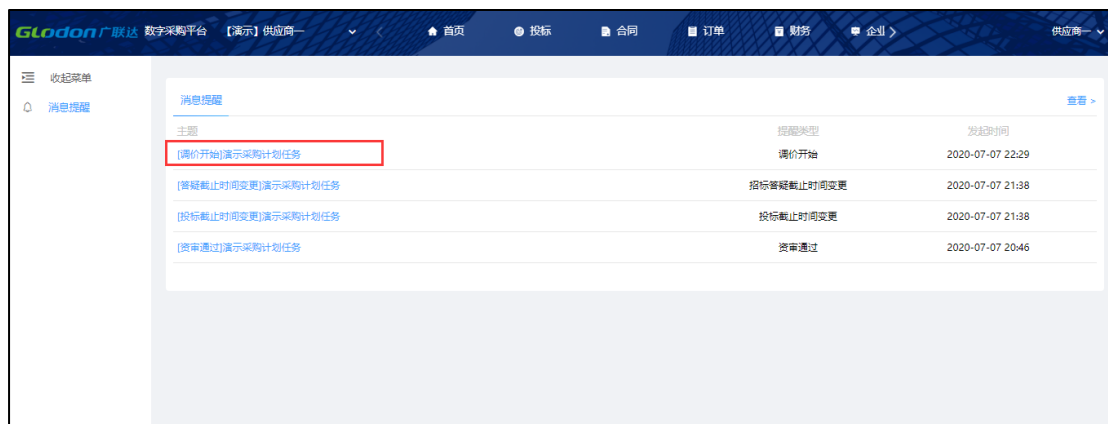 GLodon广联达 数字采购平台 【演示】供应商一 首页 投标 合同 订单 财务 企业 供应商一
收起菜单
消息提醒
消息提醒 查看 >
主题 提醒类型 发起时间
[调价开始]演示采购计划任务 调价开始 2020-07-07 22:29
[答疑截止时间变更]演示采购计划任务 招标答疑截止时间变更 2020-07-07 21:38
[投标截止时间变更]演示采购计划任务 投标截止时间变更 2020-07-07 21:38
[资审通过]演示采购计划任务 资审通过 2020-07-07 20:46